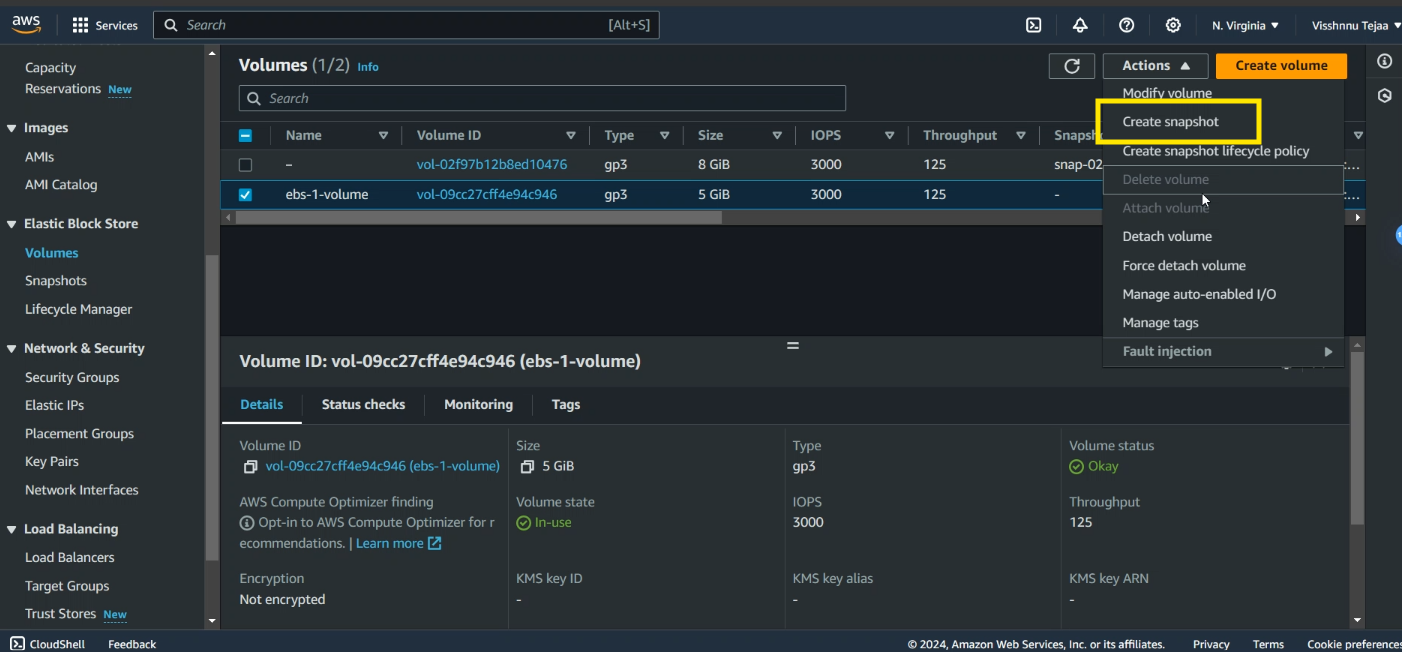 aws Services Search [Alt+S] N. Virginia Visshnnu Tejaa
Capacity
Reservations New
Images
AMIs
AMI Catalog
Elastic Block Store
Volumes
Snapshots
Lifecycle Manager
Network & Security
Security Groups
Elastic IPs
Placement Groups
Key Pairs
Network Interfaces
Load Balancing
Load Balancers
Target Groups
Trust Stores New
Volumes (1/2) Info
Actions Create volume
Search
Name Volume ID Type Size IOPS Throughput
- vol-02f97b12b8ed10476 gp3 8 GiB 3000 125 snap-02
ebs-1-volume vol-09cc27cff4e94c946 gp3 5 GiB 3000 125 -
Modify volume
Create snapshot
Create snapshot lifecycle policy
Delete volume
Attach volume
Detach volume
Force detach volume
Manage auto-enabled I/O
Manage tags
Fault injection
Volume ID: vol-09cc27cff4e94c946 (ebs-1-volume)
Details Status checks Monitoring Tags
Volume ID Size Type Volume status
vol-09cc27cff4e94c946 (ebs-1-volume) 5 GiB gp3 Okay
AWS Compute Optimizer finding Volume state IOPS Throughput
Opt-in to AWS Compute Optimizer for r In-use 3000 125
ecommendations. | Learn more
Encryption KMS key ID KMS key alias KMS key ARN
Not encrypted - - -
CloudShell Feedback © 2024, Amazon Web Services, Inc. or its affiliates. Privacy Terms Cookie preferences